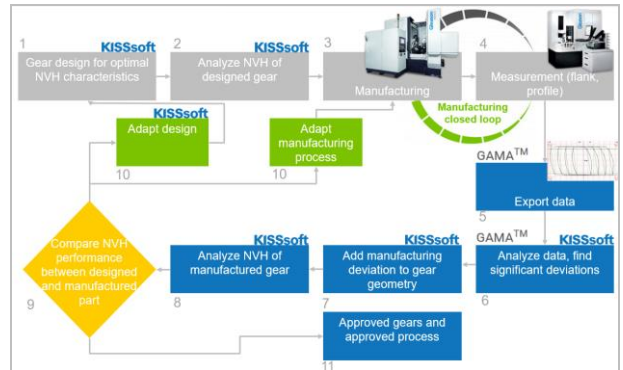 1
KISSsoft
Gear design for optimal
NVH characteristics
2
KISSsoft
Analyze NVH of
designed gear
3
Manufacturing
4
Measurement (flank,
profile)
Manufacturing
closed loop
KISSsoft
Adapt design
10
Adapt
manufacturing
process
10
GAMA™
Export data
5
Compare NVH
performance
between designed
and manufactured
part
9
KISSsoft
Analyze NVH of
manufactured gear
8
KISSsoft
Add manufacturing
deviation to gear
geometry
7
GAMA™
KISSsoft
Analyze data, find
significant deviations
6
Approved gears and
approved process
11